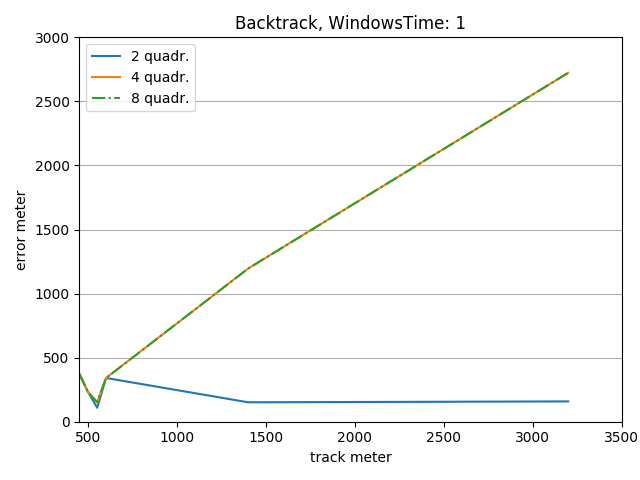 Backtrack, WindowsTime: 1
2 quadr.
4 quadr.
8 quadr.
error meter
3000
2500
2000
1500
1000
500
0
500 1000 1500 2000 2500 3000 3500
track meter